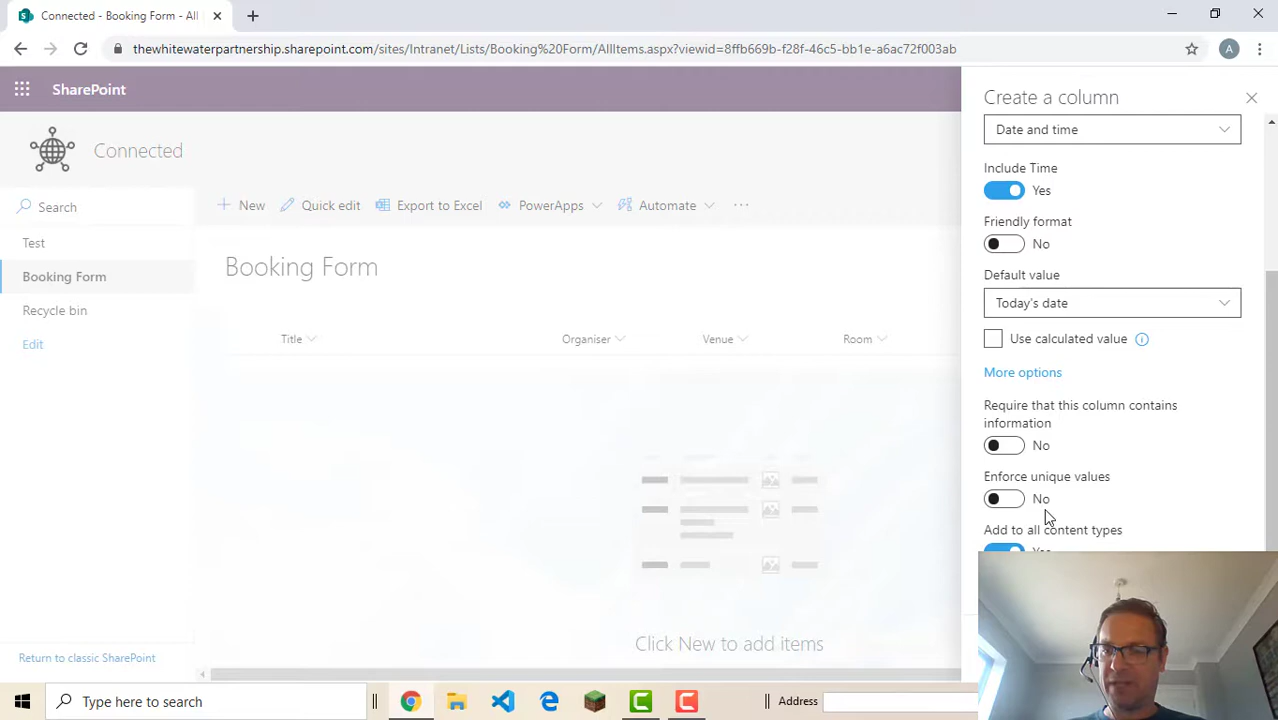 Connected - Booking Form - All
thewhitewaterpartnership.sharepoint.com/sites/Intranet/Lists/Booking%20Form/AllItems.aspx?viewid=8ffb669b-f28f-46c5-bb1e-a6ac72f003ab
A
SharePoint
Connected
Search
Test
Booking Form
Recycle bin
Edit
Return to classic SharePoint
New
Quick edit
Export to Excel
PowerApps
Automate
Booking Form
Title
Organiser
Venue
Room
Click New to add items
Create a column
Date and time
Include Time
Yes
Friendly format
No
Default value
Today's date
Use calculated value
More options
Require that this column contains
information
No
Enforce unique values
No
Add to all content types
Yes
Type here to search
Address